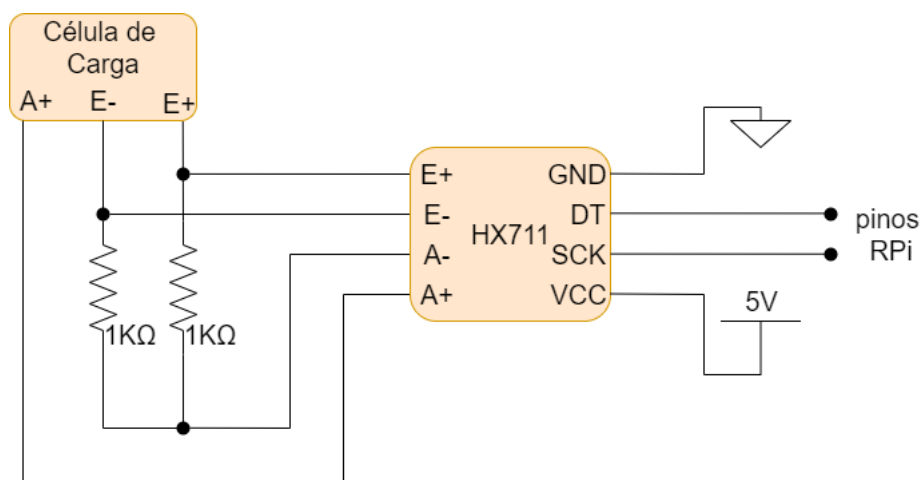 Célula de
Carga
A+
E-
E+
E+
GND
E-
DT
HX711
A-
SCK
A+
VCC
pinos
RPi
5V
1KΩ
1KΩ